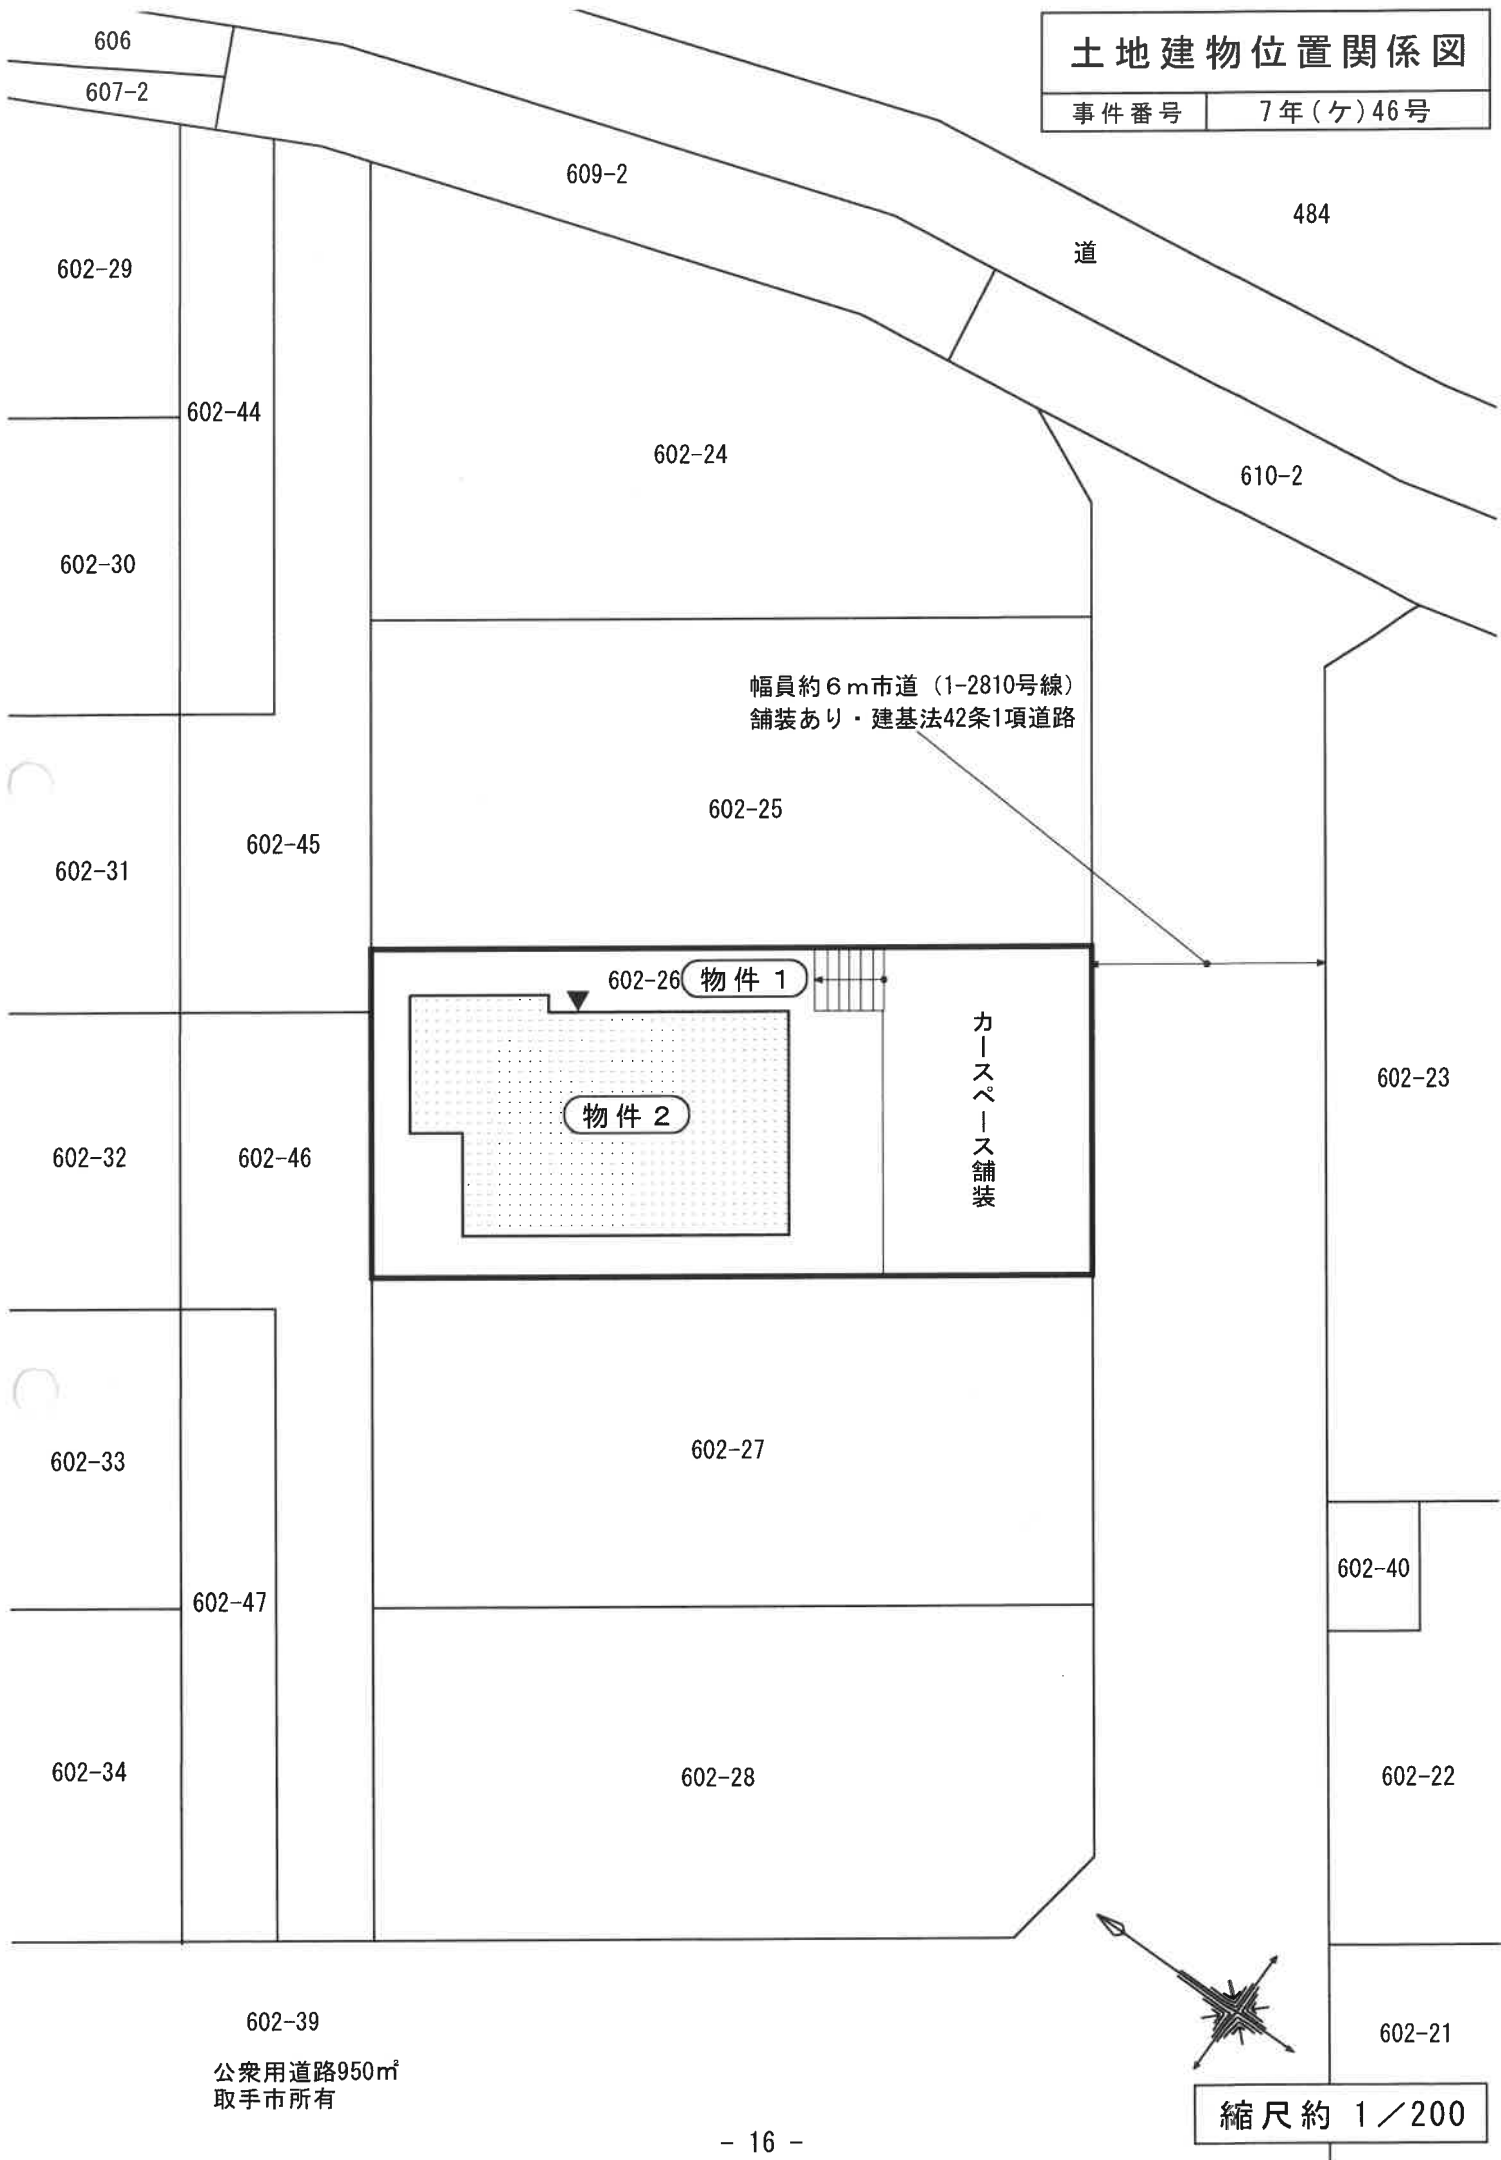 土地建物位置関係図
事件番号
7年(ケ)46号
606
607-2
609-2
484
道
602-29
602-44
602-24
610-2
602-30
幅員約6m市道（1-2810号線）
舗装あり・建基法42条1項道路
602-25
602-45
602-31
602-26
物件 1
カースペース舗装
602-23
物件 2
602-32
602-46
602-27
602-33
602-40
602-47
602-34
602-28
602-22
602-39
602-21
公衆用道路950㎡
取手市所有
縮尺約 1／200
- 16 -